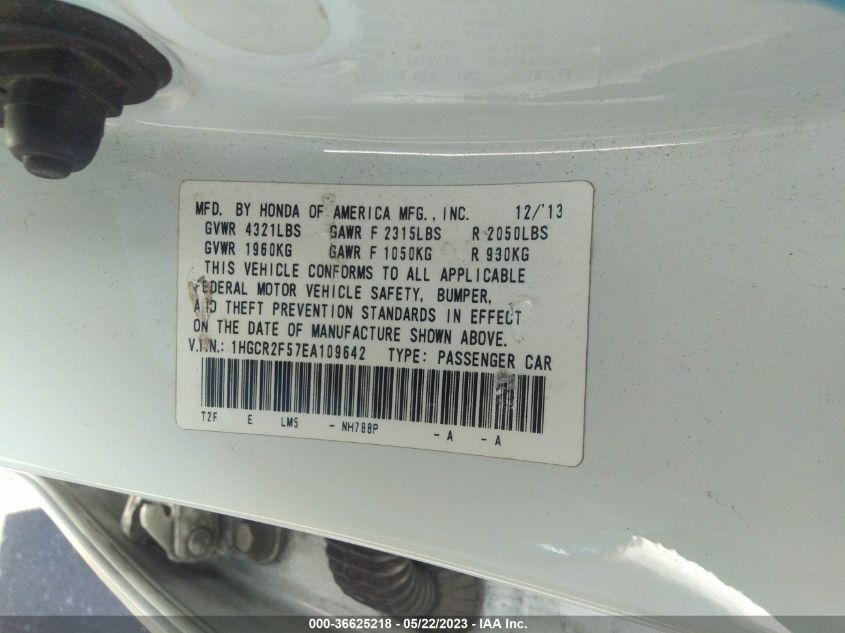 MFD. BY HONDA OF AMERICA MFG., INC. 12/'13
GVWR 4321LBS GAWR F 2315LBS R 2050LBS
GVWR 1960KG GAWR F 1050KG R 930KG
THIS VEHICLE CONFORMS TO ALL APPLICABLE
FEDERAL MOTOR VEHICLE SAFETY, BUMPER,
AND THEFT PREVENTION STANDARDS IN EFFECT
ON THE DATE OF MANUFACTURE SHOWN ABOVE.
V.I.N.: 1HGCR2F57EA109642 TYPE: PASSENGER CAR
T2F E LM5 - NH788P - A - A
000-36625218 - 05/22/2023 - IAA Inc.